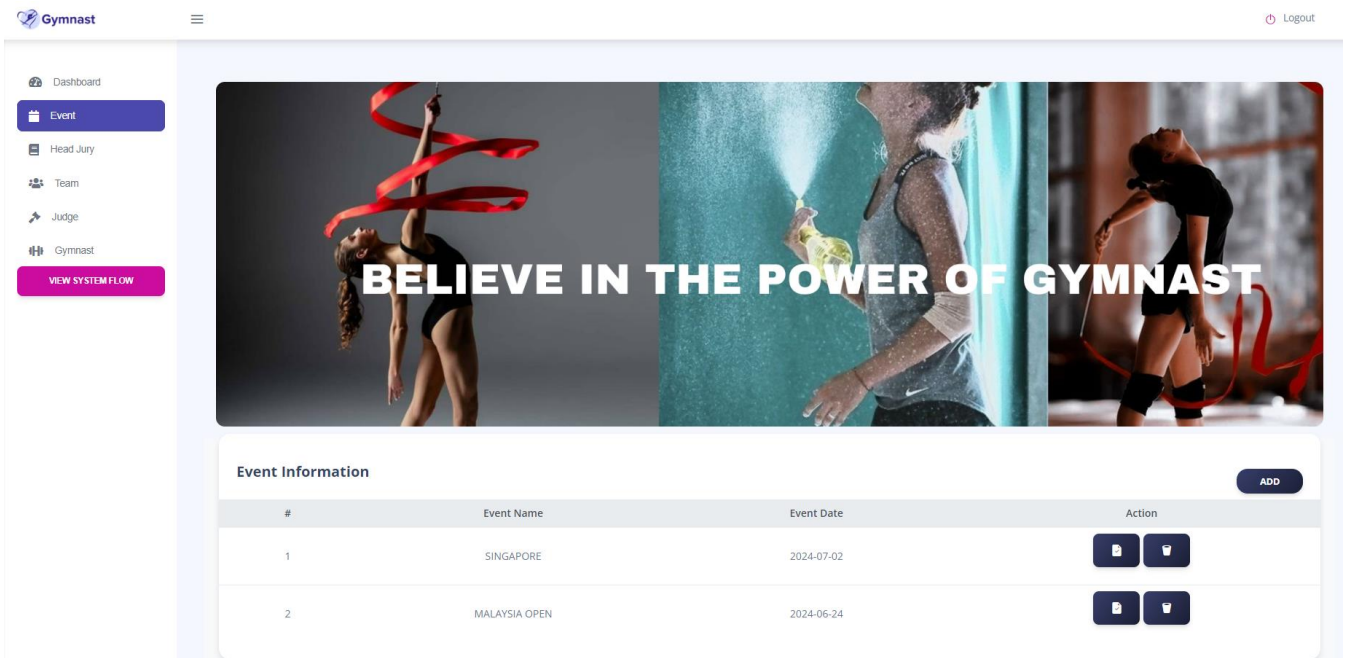 Gymnast
Logout
Dashboard
Event
Head Jury
Team
Judge
Gymnast
VIEW SYSTEM FLOW
BELIEVE IN THE POWER OF GYMNAST
Event Information
ADD
# Event Name Event Date Action
1 SINGAPORE 2024-07-02
2 MALAYSIA OPEN 2024-06-24